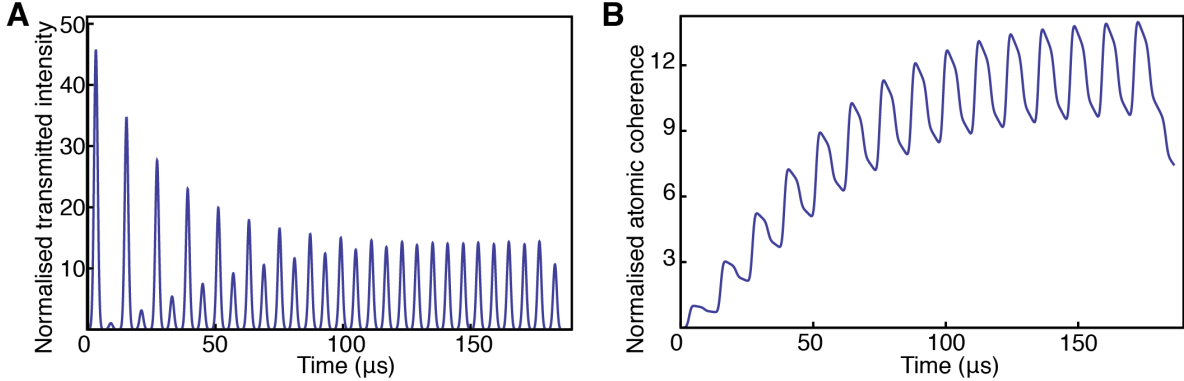 A
Normalised transmitted intensity
50
40
30
20
10
0
50
100
150
Time (µs)
B
Normalised atomic coherence
12
9
6
3
0
50
100
150
Time (µs)